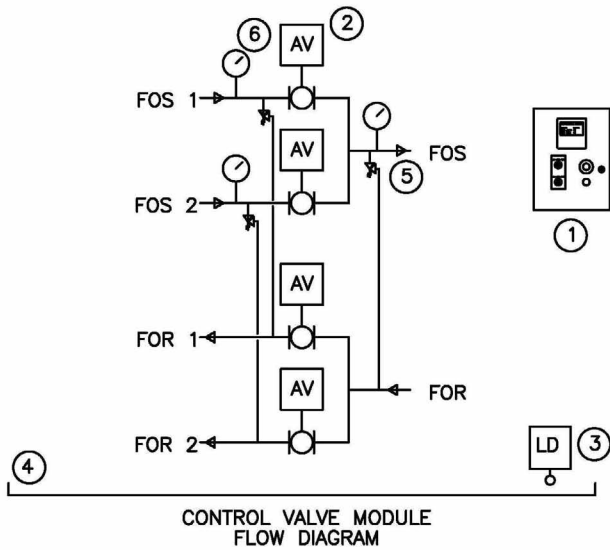 6
AV
2
FOS 1
AV
FOS
5
FOS 2
1
AV
FOR 1
AV
FOR
FOR 2
LD
3
4
CONTROL VALVE MODULE
FLOW DIAGRAM